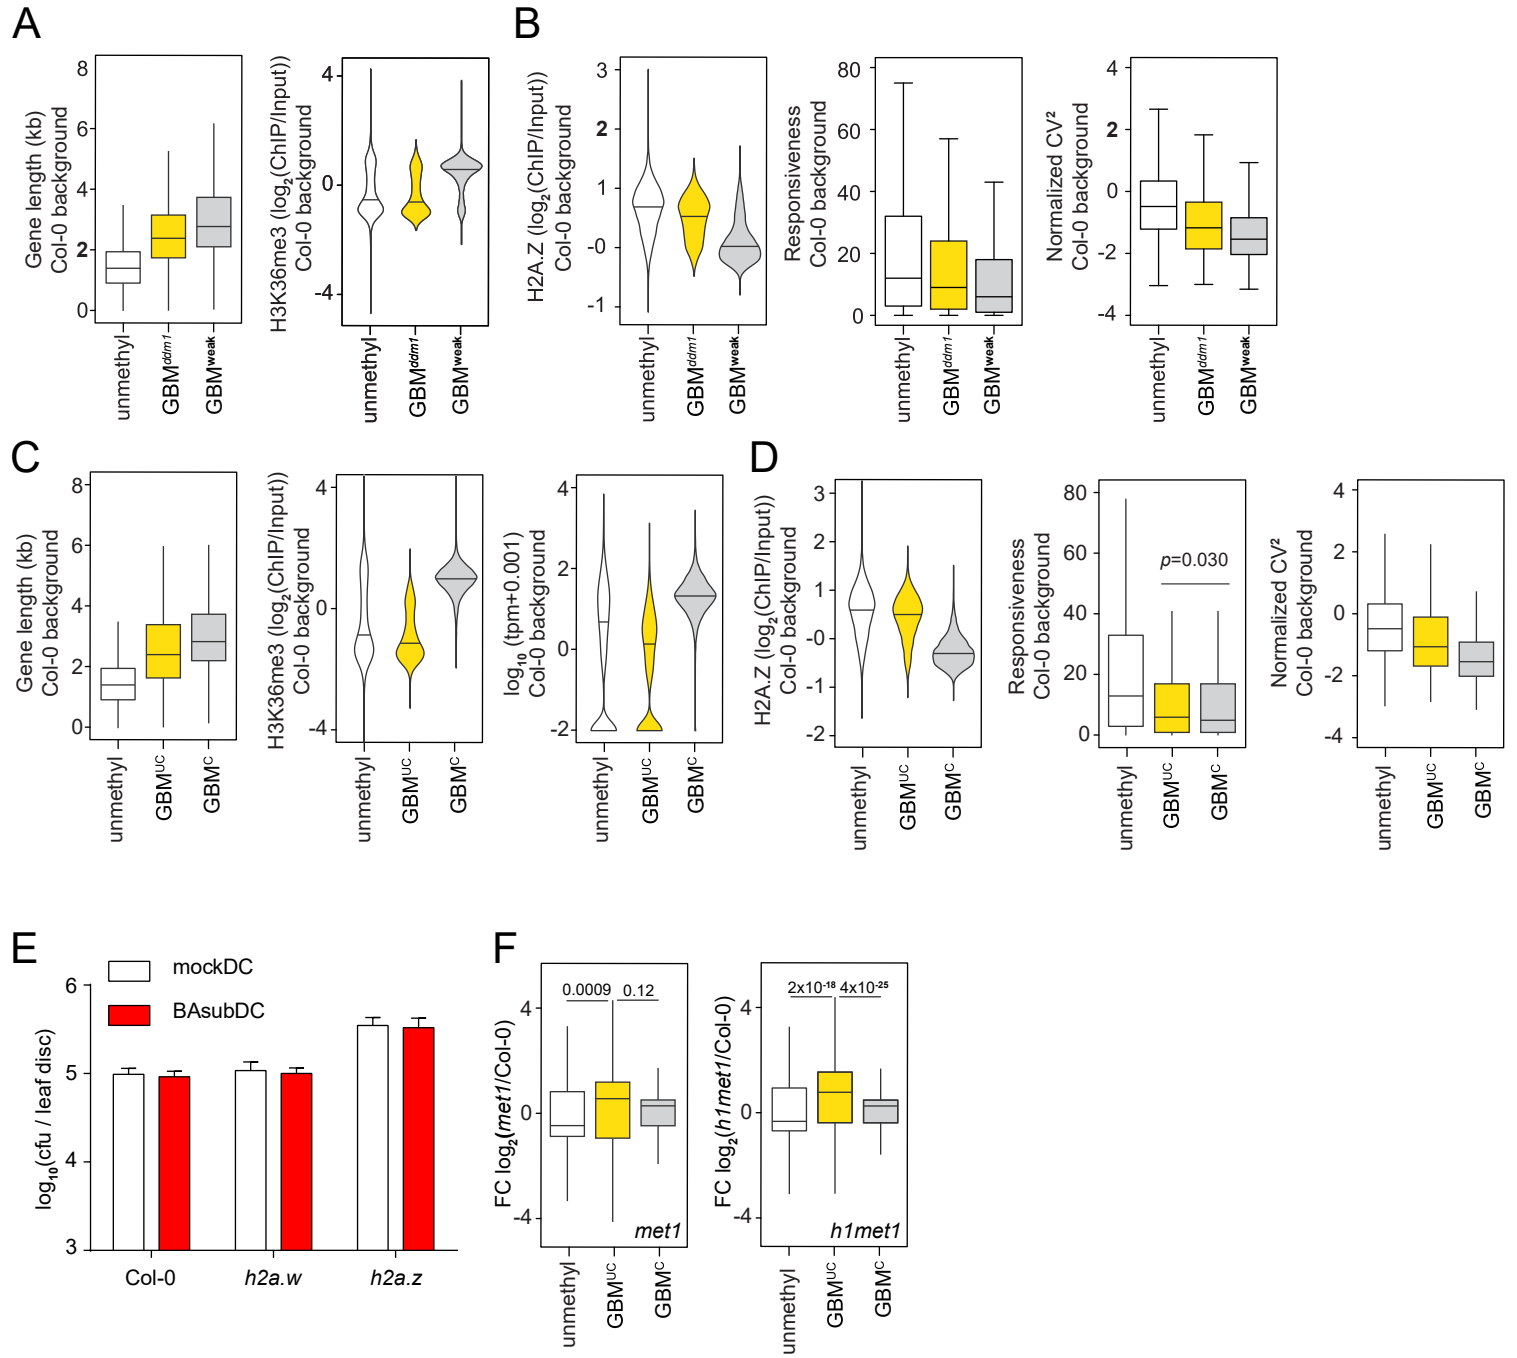 A
Gene length (kb)
Col-0 background
8
6
4
2
0
unmethyl
GBMddm1
GBMweak
H3K36me3 (log2(ChIP/Input))
Col-0 background
4
0
-4
unmethyl
GBMddm1
GBMweak
B
H2A.Z (log2(ChIP/Input))
Col-0 background
3
2
1
-0
-1
unmethyl
GBMddm1
GBMweak
Responsiveness
Col-0 background
80
60
40
20
0
unmethyl
GBMddm1
GBMweak
Normalized CV²
Col-0 background
4
2
0
-2
-4
unmethyl
GBMddm1
GBMweak
C
Gene length (kb)
Col-0 background
8
6
4
2
0
unmethyl
GBMUC
GBMC
H3K36me3 (log2(ChIP/Input))
Col-0 background
4
0
-4
unmethyl
GBMUC
GBMC
log10(tpm+0.001)
Col-0 background
4
2
0
-2
unmethyl
GBMUC
GBMC
D
H2A.Z (log2(ChIP/Input))
Col-0 background
3
2
1
-0
-1
-2
unmethyl
GBMUC
GBMC
Responsiveness
Col-0 background
80
60
40
20
0
p=0.030
unmethyl
GBMUC
GBMC
Normalized CV²
Col-0 background
4
2
0
-2
-4
unmethyl
GBMUC
GBMC
E
mockDC
BAsubDC
log10(cfu / leaf disc)
6
5
4
3
Col-0
h2a.w
h2a.z
F
FC log2(met1/Col-0)
4
0
-4
0.0009
0.12
met1
unmethyl
GBMUC
GBMC
FC log2(h1met1/Col-0)
4
0
-4
2x10-18
4x10-25
h1met1
unmethyl
GBMUC
GBMC